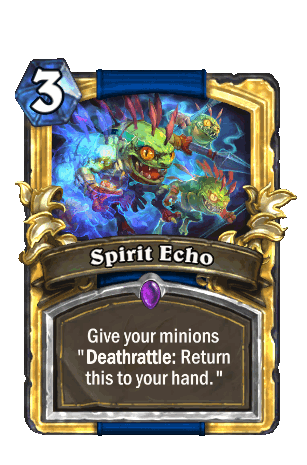 3
Spirit Echo
Give your minions
"Deathrattle: Return
this to your hand."